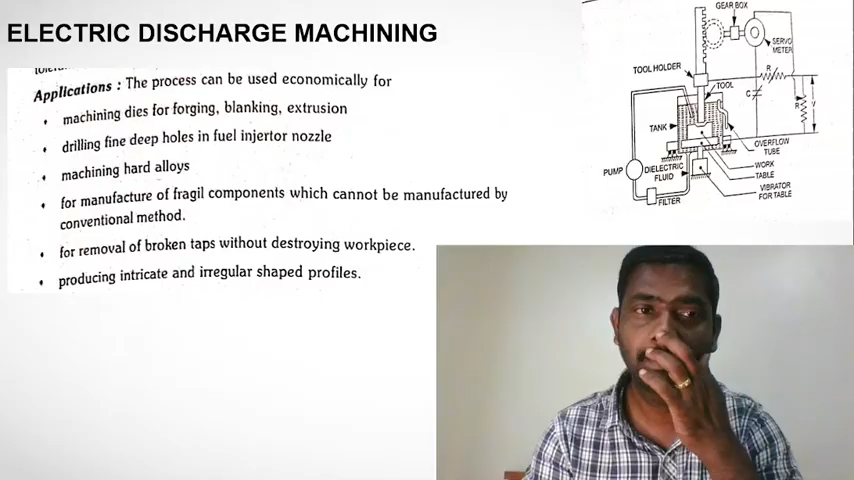 ELECTRIC DISCHARGE MACHINING
Applications : The process can be used economically for
• machining dies for forging, blanking, extrusion
• drilling fine deep holes in fuel injertor nozzle
• machining hard alloys
• for manufacture of fragil components which cannot be manufactured by
conventional method.
• for removal of broken taps without destroying workpiece.
• producing intricate and irregular shaped profiles.
GEAR BOX
SERVO
METER
TOOL HOLDER
R
TOOL
C
R
V
TANK
OVERFLOW
TUBE
PUMP
DIELECTRIC
FLUID
WORK
TABLE
VIBRATOR
FOR TABLE
FILTER